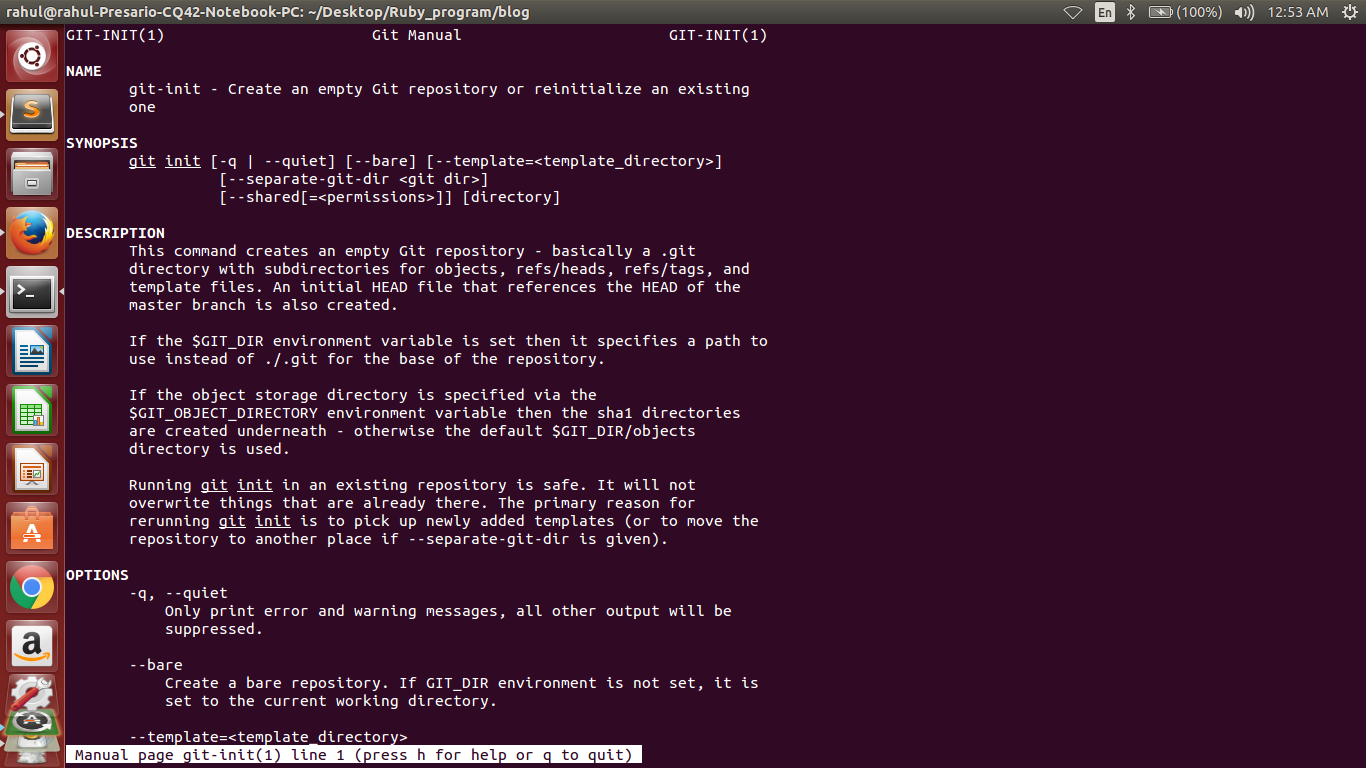 rahul@rahul-Presario-CQ42-Notebook-PC: ~/Desktop/Ruby_program/blog
En
(100%)
12:53 AM
GIT-INIT(1) Git Manual GIT-INIT(1)
NAME
git-init - Create an empty Git repository or reinitialize an existing
one
SYNOPSIS
git init [-q | --quiet] [--bare] [--template=<template_directory>]
[--separate-git-dir <git dir>]
[--shared[=<permissions>]] [directory]
DESCRIPTION
This command creates an empty Git repository - basically a .git
directory with subdirectories for objects, refs/heads, refs/tags, and
template files. An initial HEAD file that references the HEAD of the
master branch is also created.
If the $GIT_DIR environment variable is set then it specifies a path to
use instead of ./.git for the base of the repository.
If the object storage directory is specified via the
$GIT_OBJECT_DIRECTORY environment variable then the sha1 directories
are created underneath - otherwise the default $GIT_DIR/objects
directory is used.
Running git init in an existing repository is safe. It will not
overwrite things that are already there. The primary reason for
rerunning git init is to pick up newly added templates (or to move the
repository to another place if --separate-git-dir is given).
OPTIONS
-q, --quiet
Only print error and warning messages, all other output will be
suppressed.
--bare
Create a bare repository. If GIT_DIR environment is not set, it is
set to the current working directory.
--template=<template_directory>
Manual page git-init(1) line 1 (press h for help or q to quit)